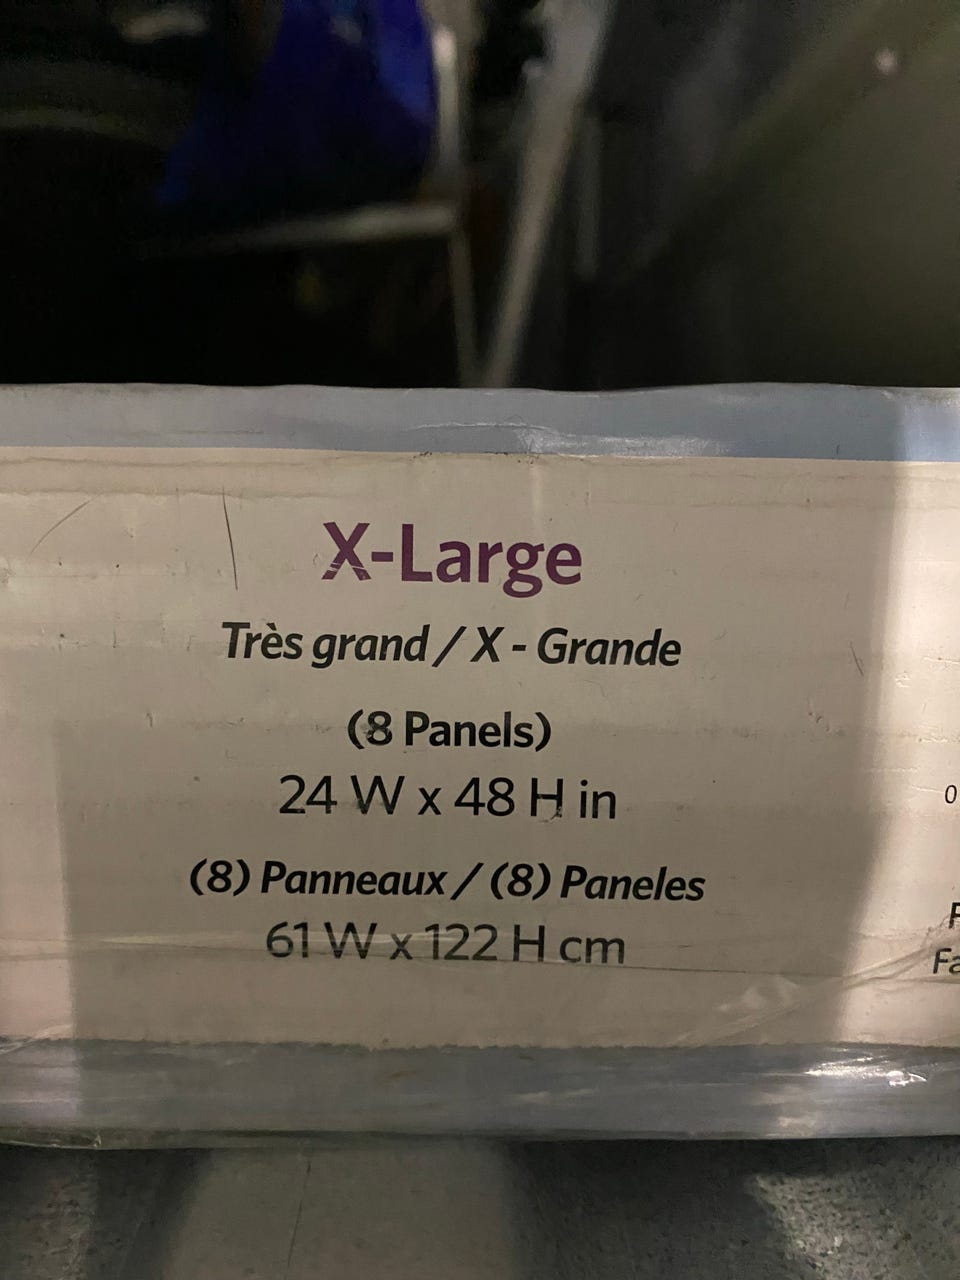 X-Large
Très grand / X - Grande
(8 Panels)
24 W x 48 H in
(8) Panneaux / (8) Paneles
61 W x 122 H cm